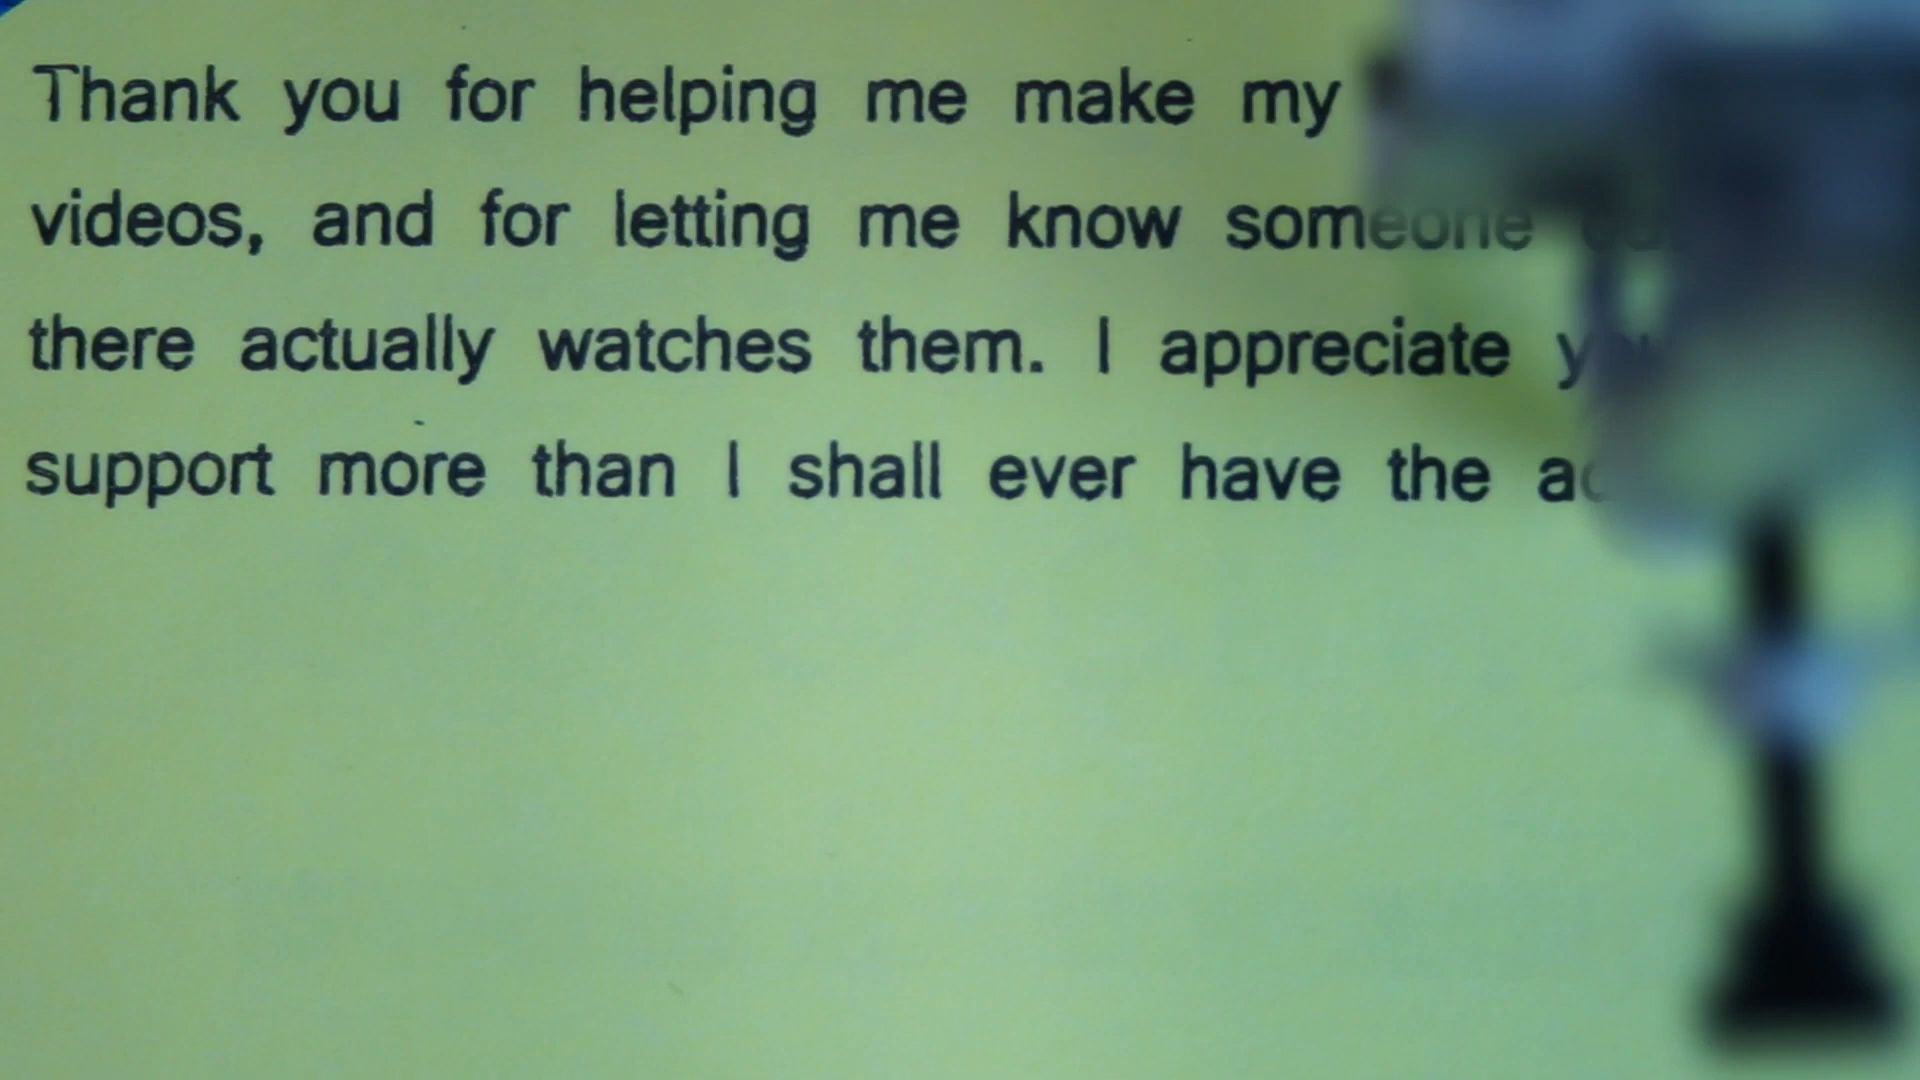 Thank you for helping me make my
videos, and for letting me know someone
there actually watches them. I appreciate
support more than I shall ever have the